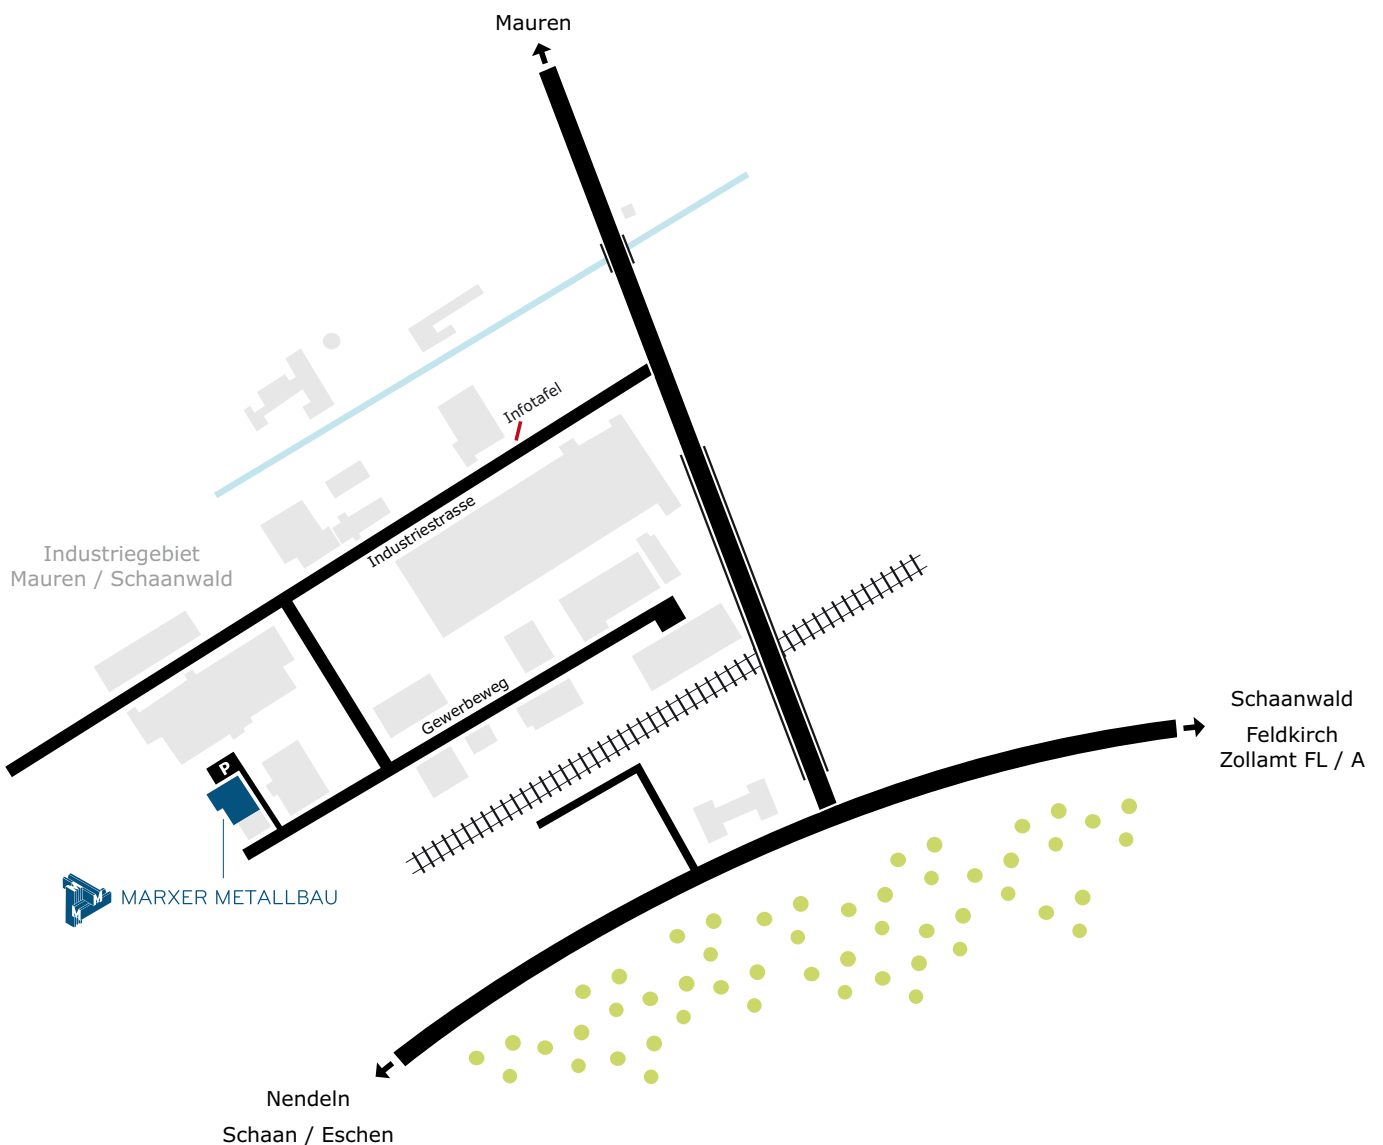 Mauren
Infotafel
Industriestrasse
Industriegebiet
Mauren / Schaanwald
Gewerbeweg
Schaanwald
Feldkirch
Zollamt FL / A
P
M M M
MARXER METALLBAU
Nendeln
Schaan / Eschen